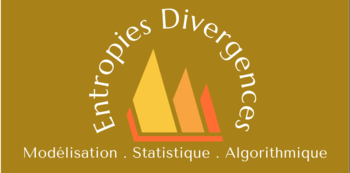 Entropies Divergences
Modélisation . Statistique . Algorithmique